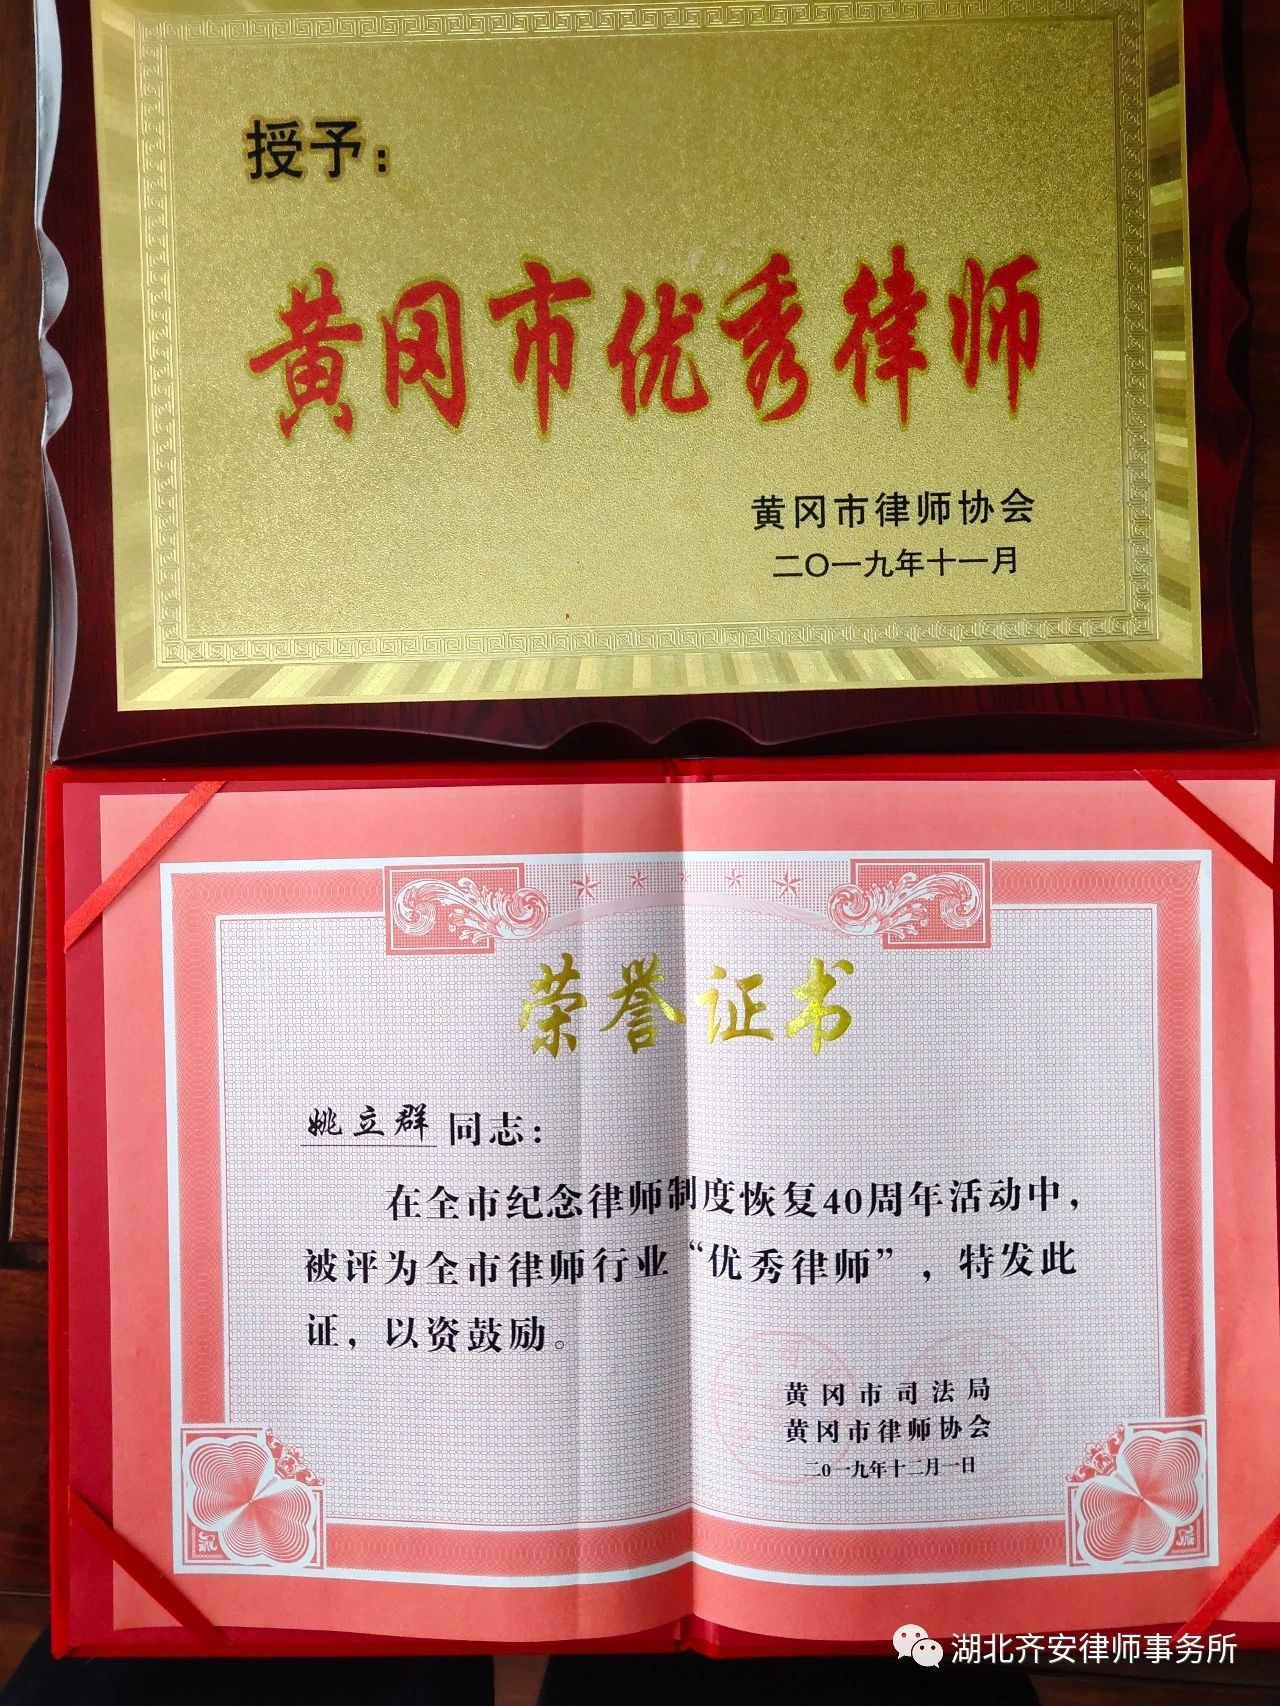 授予：
黄冈市优秀律师
黄冈市律师协会
二〇一九年十一月
荣誉证书
姚立群同志：
在全市纪念律师制度恢复40周年活动中，
被评为全市律师行业“优秀律师”，特发此
证，以资鼓励。
黄冈市司法局
黄冈市律师协会
二0一九年十二月一日
湖北齐安律师事务所